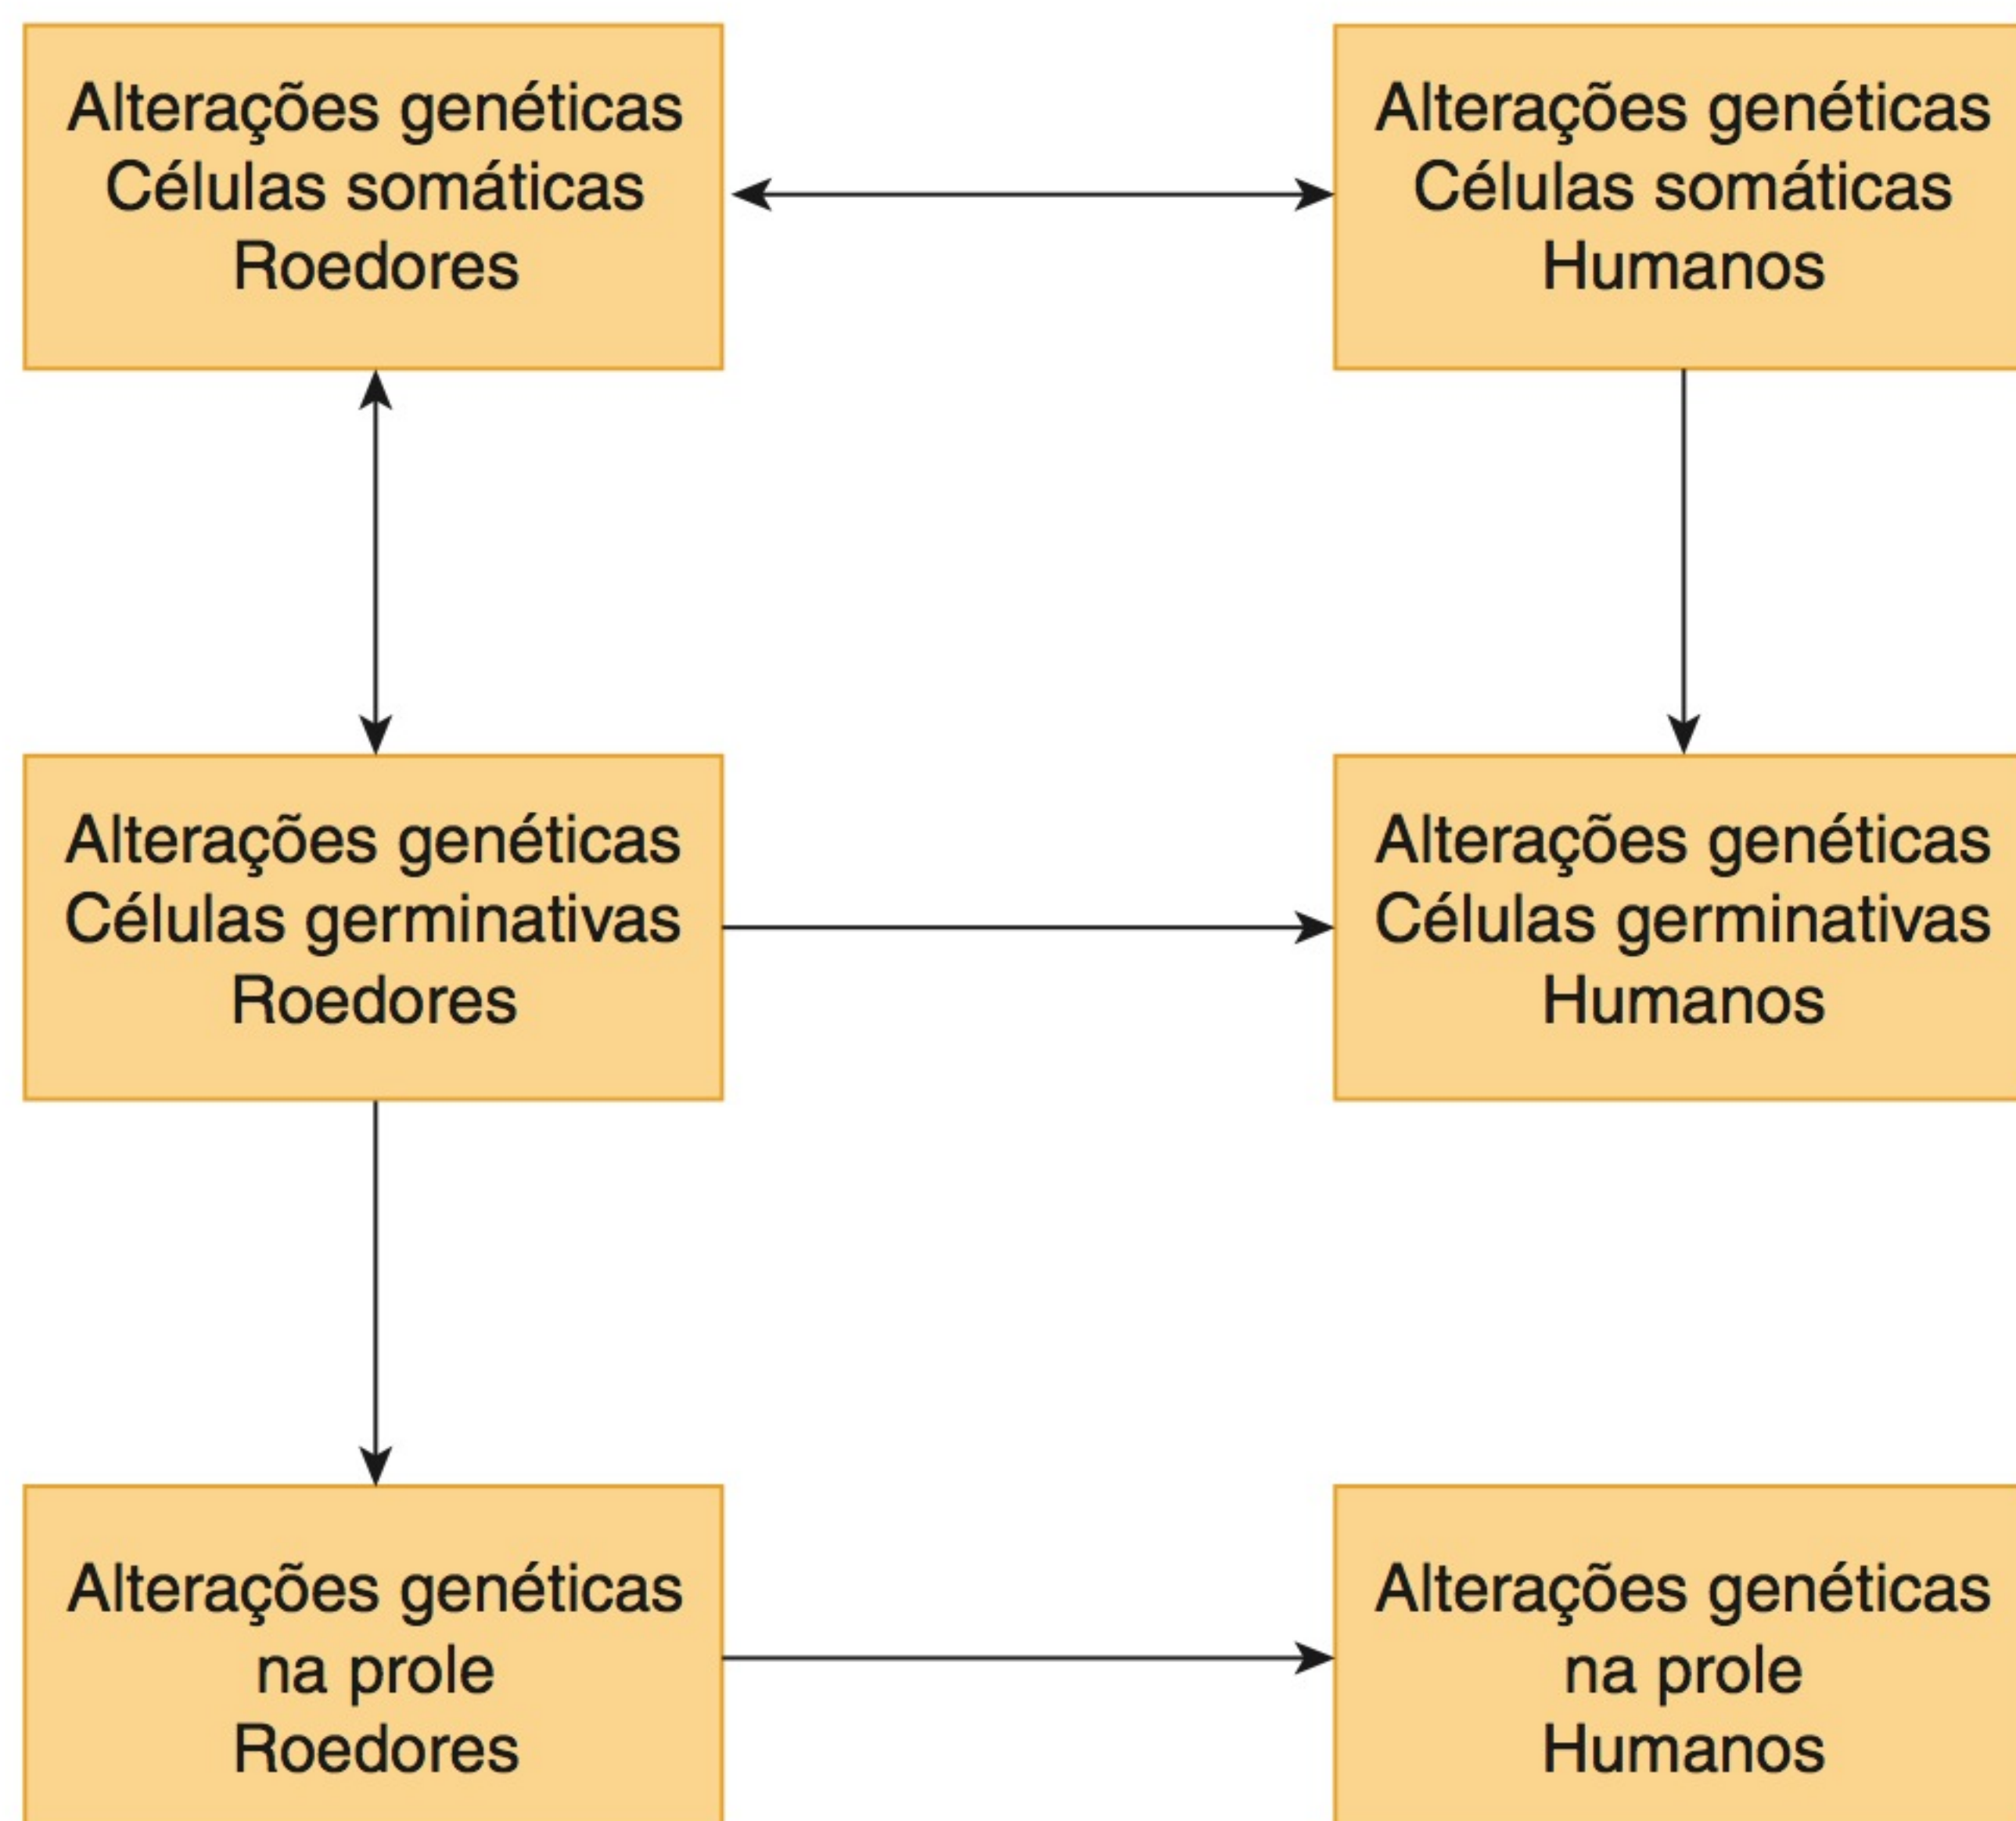 Alterações genéticas
Células somáticas
Roedores
Alterações genéticas
Células somáticas
Humanos
Alterações genéticas
Células germinativas
Roedores
Alterações genéticas
Células germinativas
Humanos
Alterações genéticas
na prole
Roedores
Alterações genéticas
na prole
Humanos